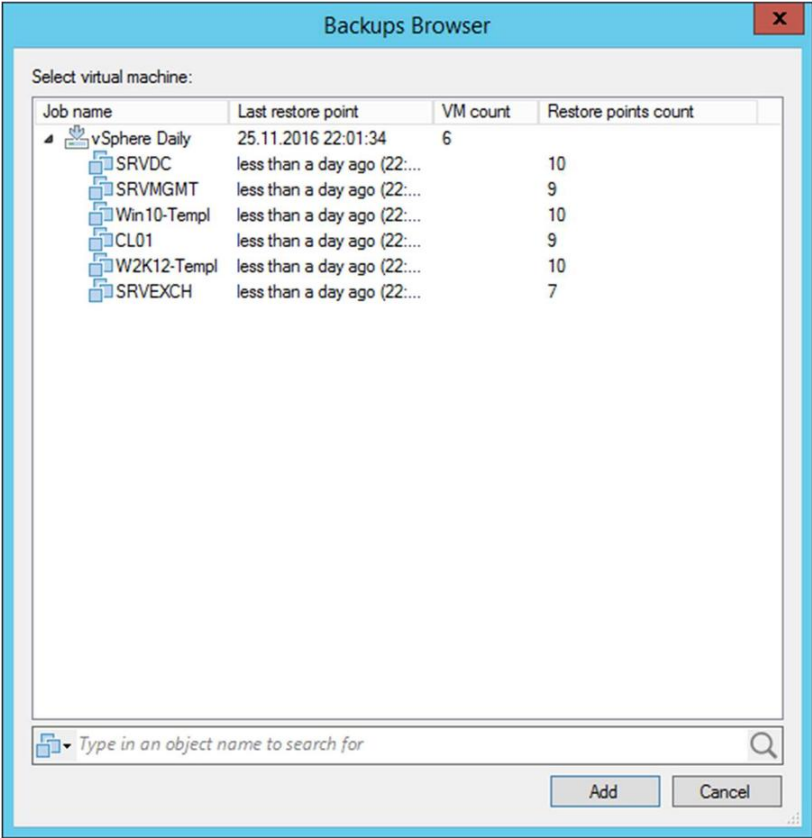 Backups Browser
x
Select virtual machine:
Job name Last restore point VM count Restore points count
vSphere Daily 25.11.2016 22:01:34 6
SRVDC less than a day ago (22:... 10
SRVMGMT less than a day ago (22:... 9
Win10-Templ less than a day ago (22:... 10
CL01 less than a day ago (22:... 9
W2K12-Templ less than a day ago (22:... 10
SRVEXCH less than a day ago (22:... 7
Type in an object name to search for
Add Cancel